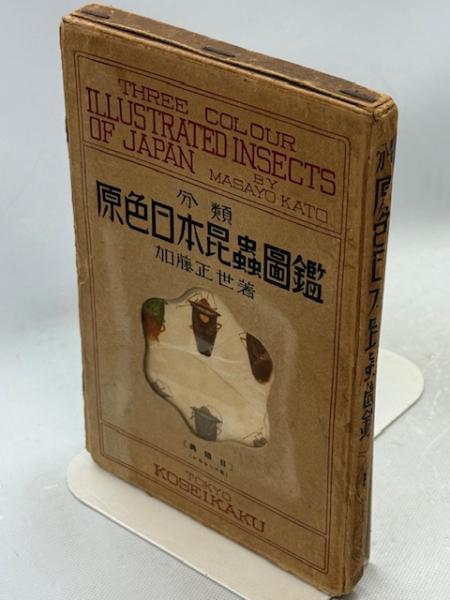 THREE COLOUR
ILLUSTRATED INSECTS
OF JAPAN
BY
MASAYO KATO
分類
原色日本昆蟲圖鑑
加藤正世著
TOKYO
KOSEIKAKU